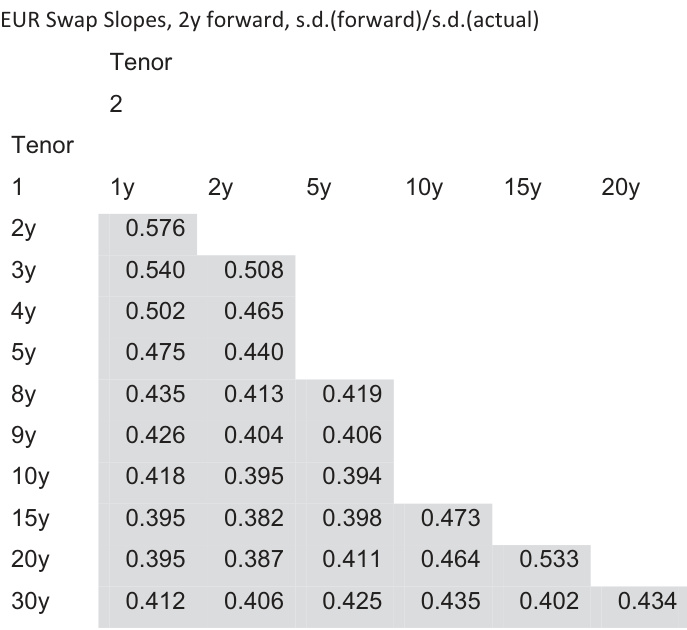 EUR Swap Slopes, 2y forward, s.d.(forward)/s.d.(actual)
Tenor
2
Tenor
1 1y 2y 5y 10y 15y 20y
2y 0.576
3y 0.540 0.508
4y 0.502 0.465
5y 0.475 0.440
8y 0.435 0.413 0.419
9y 0.426 0.404 0.406
10y 0.418 0.395 0.394
15y 0.395 0.382 0.398 0.473
20y 0.395 0.387 0.411 0.464 0.533
30y 0.412 0.406 0.425 0.435 0.402 0.434